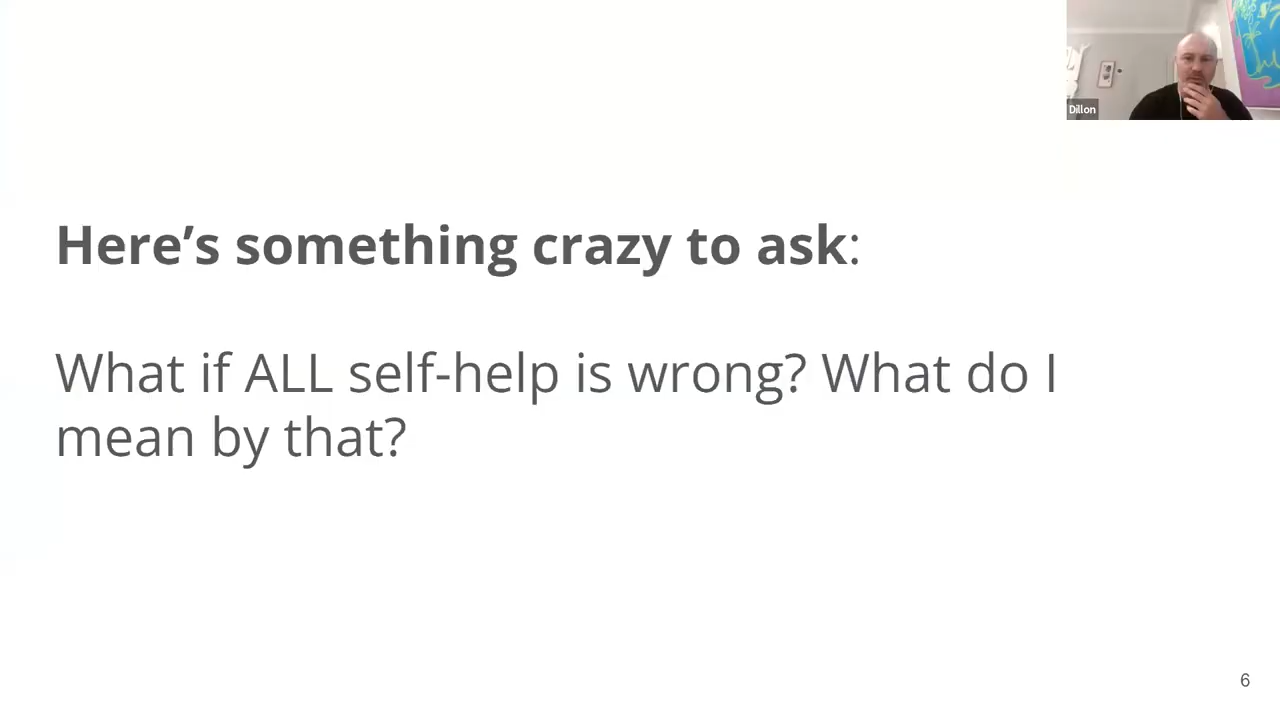 Dillon
Here’s something crazy to ask:
What if ALL self-help is wrong? What do I
mean by that?
6